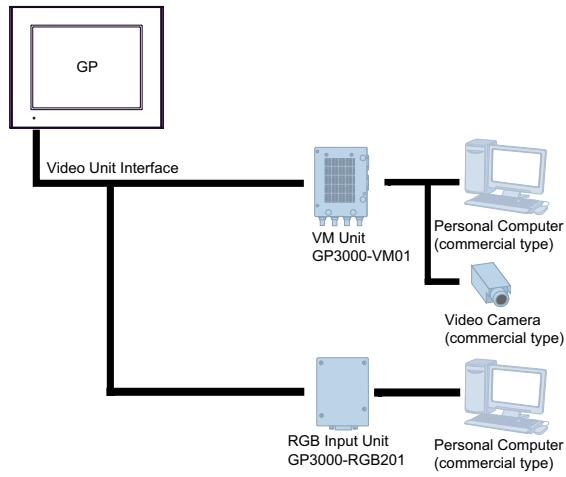 GP
Video Unit Interface
VM Unit
GP3000-VM01
Personal Computer
(commercial type)
Video Camera
(commercial type)
RGB Input Unit
GP3000-RGB201
Personal Computer
(commercial type)